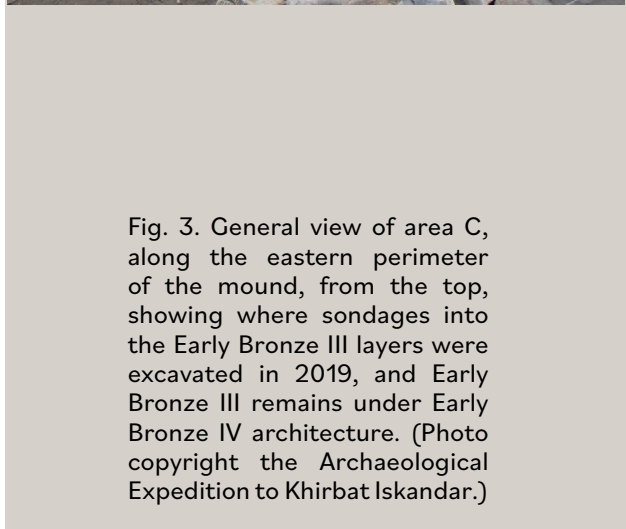 Fig. 3. General view of area C,
along the eastern perimeter
of the mound, from the top,
showing where sondages into
the Early Bronze III layers were
excavated in 2019, and Early
Bronze III remains under Early
Bronze IV architecture. (Photo
copyright the Archaeological
Expedition to Khirbat Iskandar.)